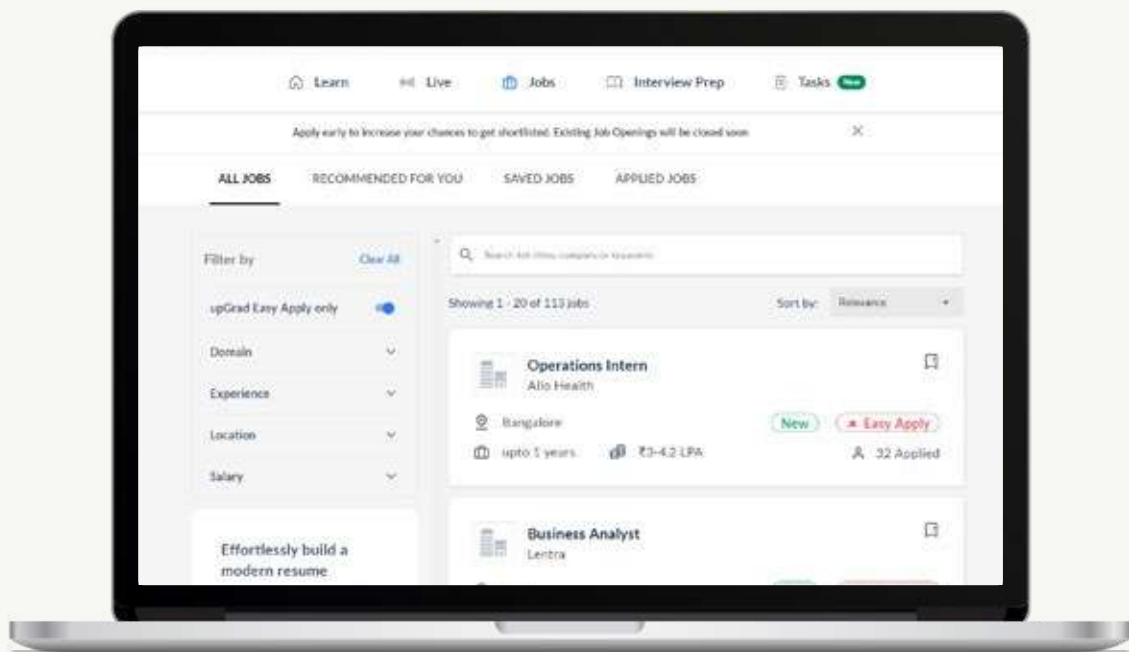 Learn Live Jobs Interview Prep Tasks New
Apply early to increase your chances to get shortlisted. Existing Job Openings will be closed soon
ALL JOBS RECOMMENDED FOR YOU SAVED JOBS APPLIED JOBS
Filter by Clear All
Search
upGrad Easy Apply only
Showing 1 - 20 of 113 jobs Sort by: Relevance
Domain
Experience
Location
Salary
Effortlessly build a
modern resume
Operations Intern
Allo Health
Bangalore New Easy Apply
upto 1 years ₹3-4.2 LPA 32 Applied
Business Analyst
Lentra